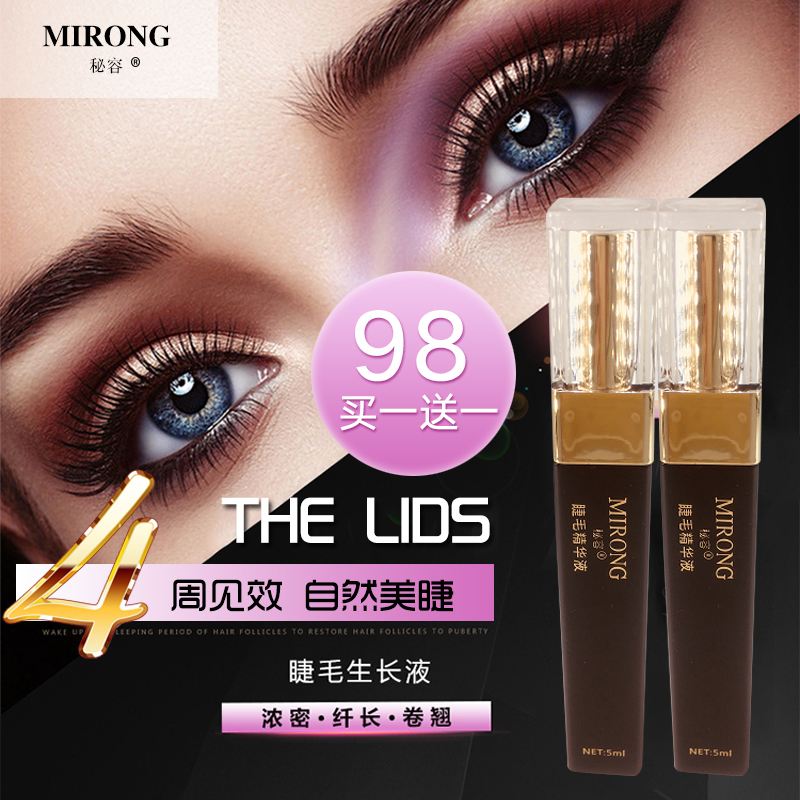 MIRONG
秘容®
98
买一送一
THE LIDS
4
周见效 自然美睫
WAKE UP SLEEPING PERIOD OF HAIR FOLLICLES TO RESTORE HAIR FOLLICLES TO PUBERTY
睫毛生长液
浓密·纤长·卷翘
MIRONG
秘容®
睫毛精华液
NET:5ml
MIRONG
秘容®
睫毛精华液
NET:5ml